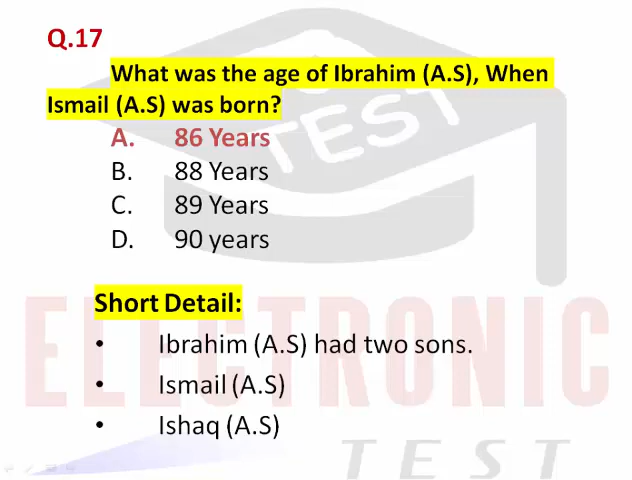 Q.17
What was the age of Ibrahim (A.S), When
Ismail (A.S) was born?
A. 86 Years
B. 88 Years
C. 89 Years
D. 90 years
Short Detail:
• Ibrahim (A.S) had two sons.
• Ismail (A.S)
• Ishaq (A.S)
TEST
ELECTRONIC
TEST